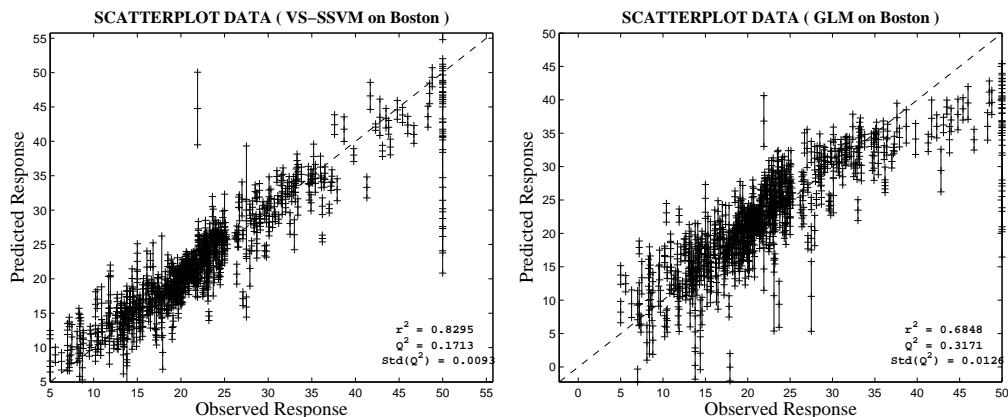 SCATTERPLOT DATA ( VS−SSVM on Boston )
55
50
45
40
35
30
25
20
15
10
5
Predicted Response
r² = 0.8295
Q² = 0.1713
Std(Q²) = 0.0093
5 10 15 20 25 30 35 40 45 50 55
Observed Response
SCATTERPLOT DATA ( GLM on Boston )
50
45
40
35
30
25
20
15
10
5
0
Predicted Response
r² = 0.6848
Q² = 0.3171
Std(Q²) = 0.0126
0 5 10 15 20 25 30 35 40 45 50
Observed Response